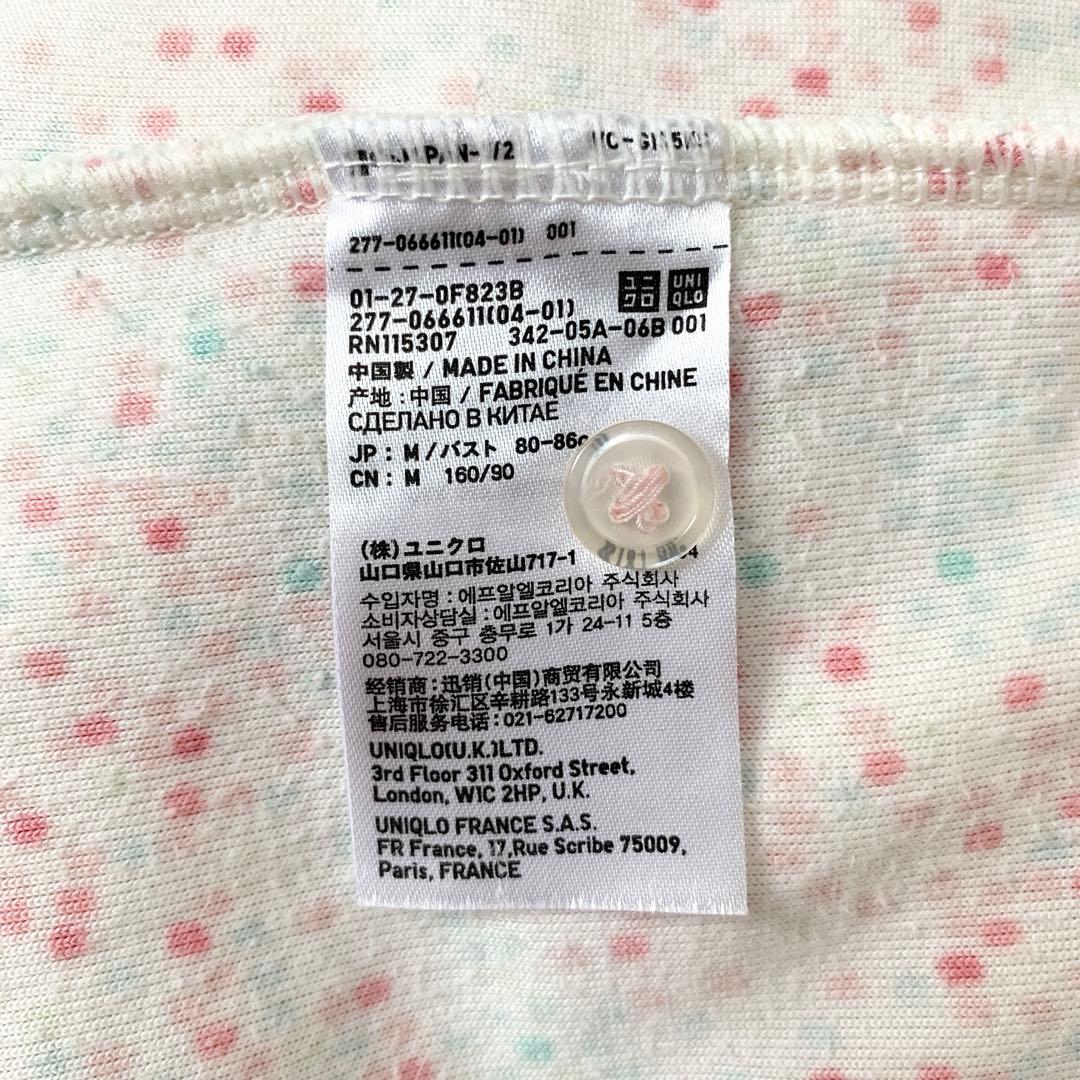 277-066611(04-01) 001
01-27-0F823B
ユニクロ
UNIQLO
277-066611(04-01)
RN115307 342-05A-06B 001
中国製 / MADE IN CHINA
产地:中国 / FABRIQUÉ EN CHINE
СДЕЛАНО В КИТАЕ
JP : M/バスト 80-86
CN : M 160/90
(株)ユニクロ
山口県山口市佐山717-1
수입자명 : 에프알엘코리아 주식회사
소비자상담실 : 에프알엘코리아 주식회사
서울시 중구 충무로 1가 24-11 5층
080-722-3300
经销商:迅销(中国)商贸有限公司
上海市徐汇区辛耕路133号永新城4楼
售后服务电话:021-62717200
UNIQLO(U.K.)LTD.
3rd Floor 311 Oxford Street,
London, W1C 2HP, U.K.
UNIQLO FRANCE S.A.S.
FR France, 17,Rue Scribe 75009,
Paris, FRANCE